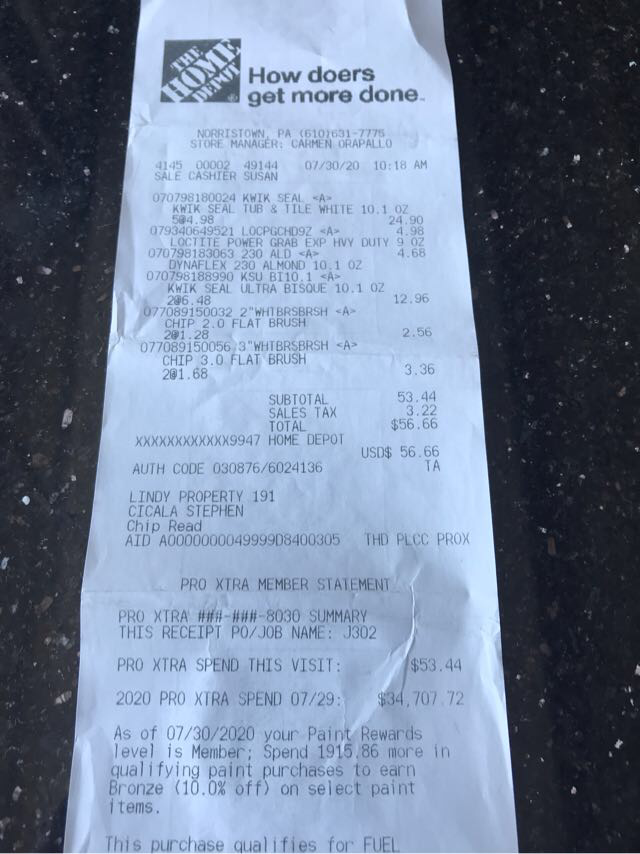 THE
HOME
DEPOT
How doers
get more done
NORRISTOWN, PA (610)631-7775
STORE MANAGER: CARMEN ORAPALLO
4145 00002 49144 07/30/20 10:18 AM
SALE CASHIER SUSAN
070798180024 KWIK SEAL <A>
KWIK SEAL TUB & TILE WHITE 10.1 OZ
5@4.98 24.90
079340649521 LOCPGCHD9Z <A> 4.98
LOCTITE POWER GRAB EXP HVY DUTY 9 OZ
070798183063 230 ALD <A> 4.68
DYNAFLEX 230 ALMOND 10.1 OZ
070798188990 KSU BI10.1 <A>
KWIK SEAL ULTRA BISQUE 10.1 OZ
2@6.48 12.96
077089150032 2"WHTBRSBRSH <A>
CHIP 2.0 FLAT BRUSH
2@1.28 2.56
077089150056 3"WHTBRSBRSH <A>
CHIP 3.0 FLAT BRUSH
2@1.68 3.36
SUBTOTAL 53.44
SALES TAX 3.22
TOTAL $56.66
XXXXXXXXXXXX9947 HOME DEPOT
USD$ 56.66
AUTH CODE 030876/6024136 TA
LINDY PROPERTY 191
CICALA STEPHEN
Chip Read
AID A0000000049999D8400305 THD PLCC PROX
PRO XTRA MEMBER STATEMENT
PRO XTRA ###-###-8030 SUMMARY
THIS RECEIPT PO/JOB NAME: J302
PRO XTRA SPEND THIS VISIT: $53.44
2020 PRO XTRA SPEND 07/29: $34,707.72
As of 07/30/2020 your Paint Rewards
level is Member; Spend 1915.86 more in
qualifying paint purchases to earn
Bronze (10.0% off) on select paint
items.
This purchase qualifies for FUEL